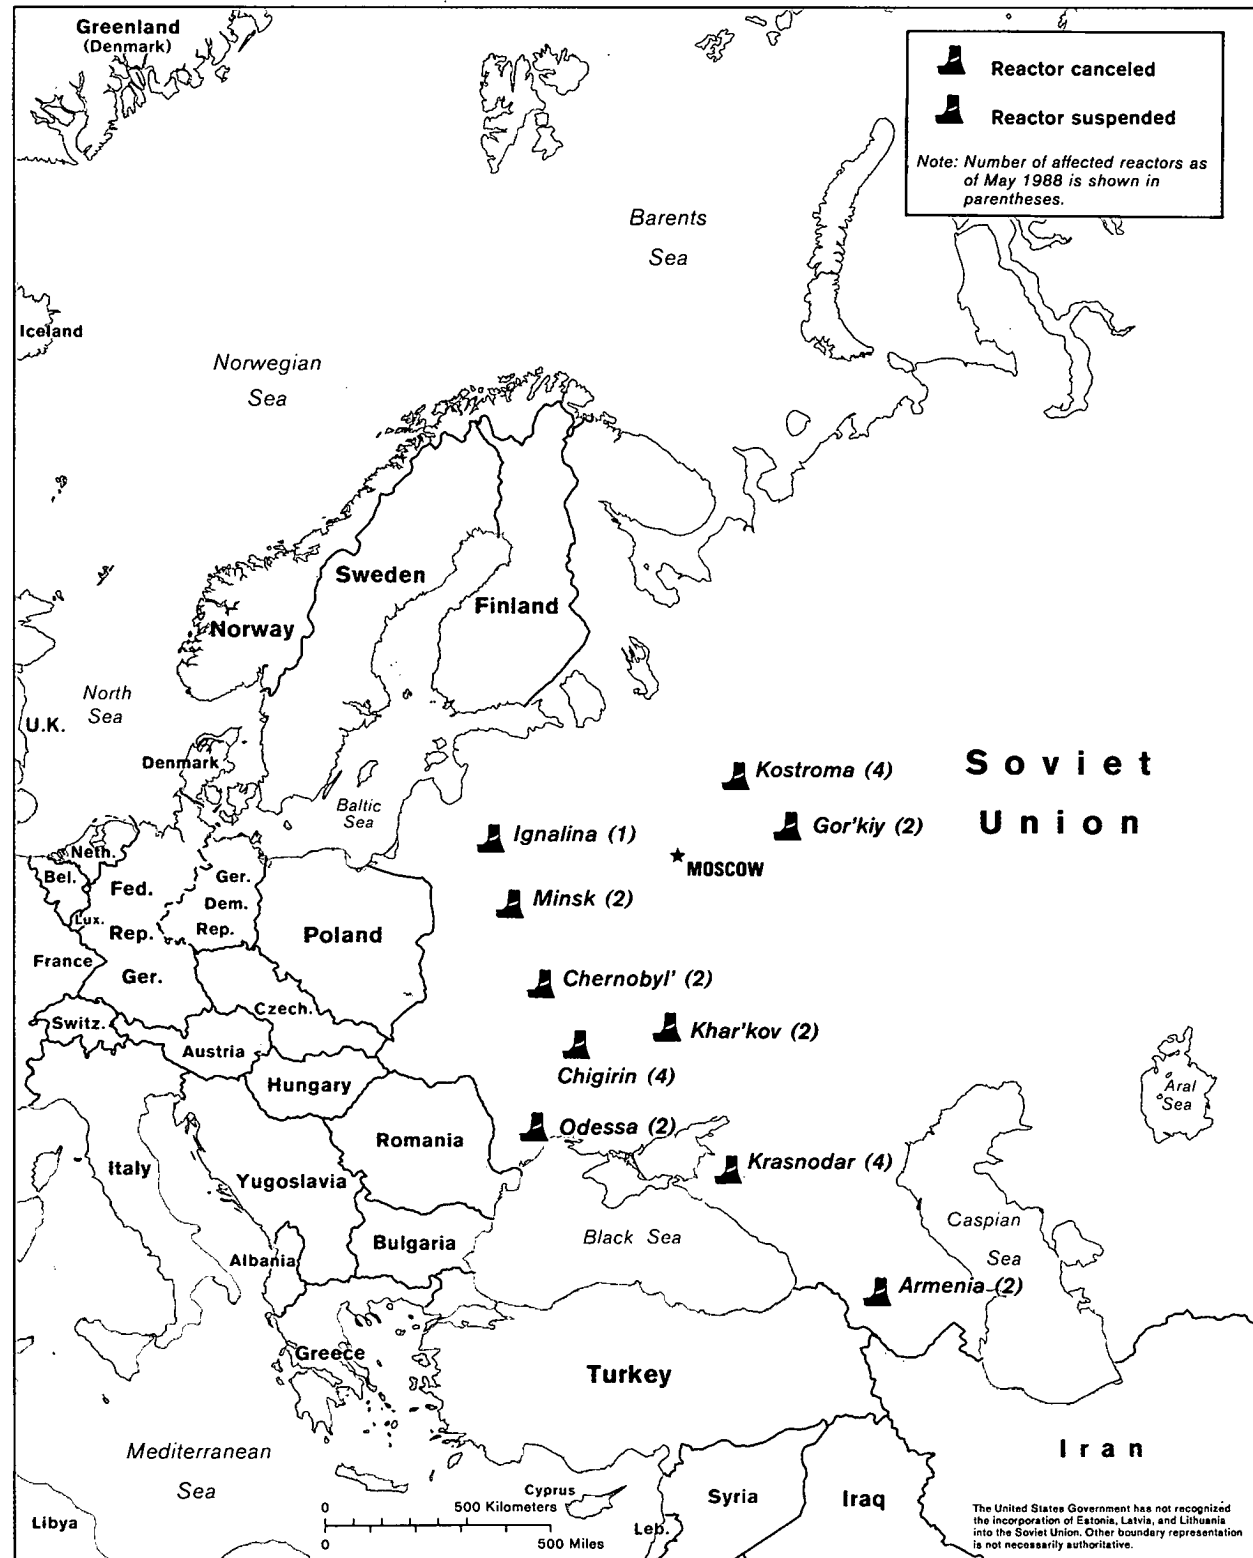 Greenland
(Denmark)
Reactor canceled
Reactor suspended
Note: Number of affected reactors as
of May 1988 is shown in
parentheses.
Barents
Sea
Iceland
Norwegian
Sea
Sweden
Finland
Norway
North
Sea
U.K.
Denmark
Baltic
Sea
Soviet
Union
Kostroma (4)
Gor'kiy (2)
Ignalina (1)
MOSCOW
Neth.
Bel.
Fed.
Rep.
Ger.
Ger.
Dem.
Rep.
Lux.
Minsk (2)
Poland
France
Chernobyl' (2)
Czech.
Switz.
Khar'kov (2)
Austria
Chigirin (4)
Hungary
Aral
Sea
Odessa (2)
Romania
Italy
Krasnodar (4)
Yugoslavia
Caspian
Sea
Black Sea
Bulgaria
Albania
Armenia (2)
Greece
Turkey
Iran
Mediterranean
Sea
Cyprus
Syria
Iraq
0
500 Kilometers
0
500 Miles
Leb.
Libya
The United States Government has not recognized
the incorporation of Estonia, Latvia, and Lithuania
into the Soviet Union. Other boundary representation
is not necessarily authoritative.